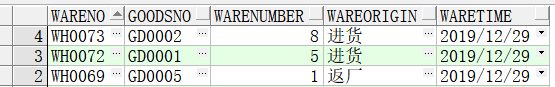 WARENO GOODSNO WARENUMBER WAREORIGIN WARETIME
4 WH0073 GD0002 8 进货 2019/12/29
3 WH0072 GD0001 5 进货 2019/12/29
2 WH0069 GD0005 1 返厂 2019/12/29